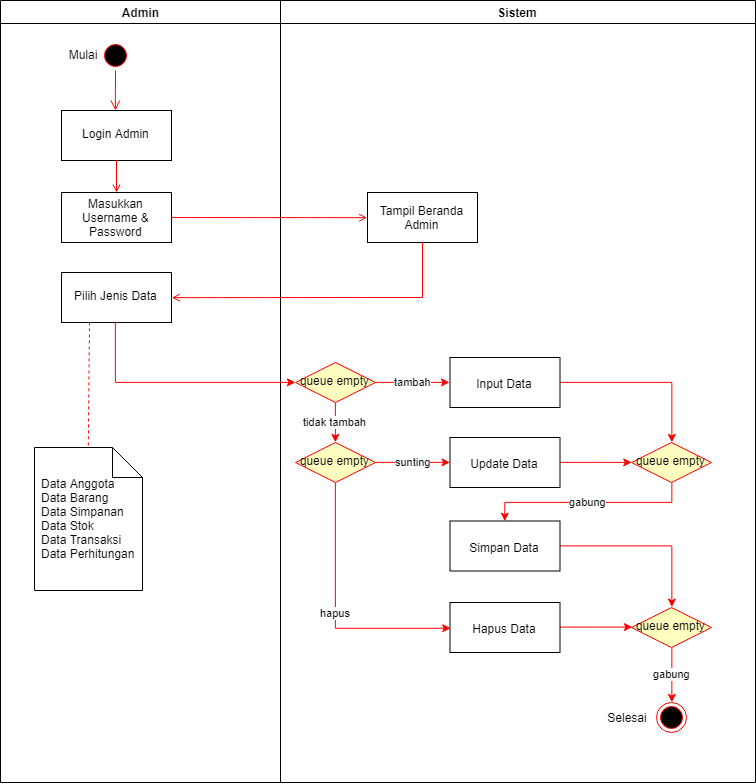 Admin
Sistem
Mulai
Login Admin
Masukkan
Username &
Password
Tampil Beranda
Admin
Pilih Jenis Data
queue empty
tambah
Input Data
tidak tambah
queue empty
sunting
Update Data
queue empty
gabung
Data Anggota
Data Barang
Data Simpanan
Data Stok
Data Transaksi
Data Perhitungan
Simpan Data
hapus
Hapus Data
queue empty
gabung
Selesai